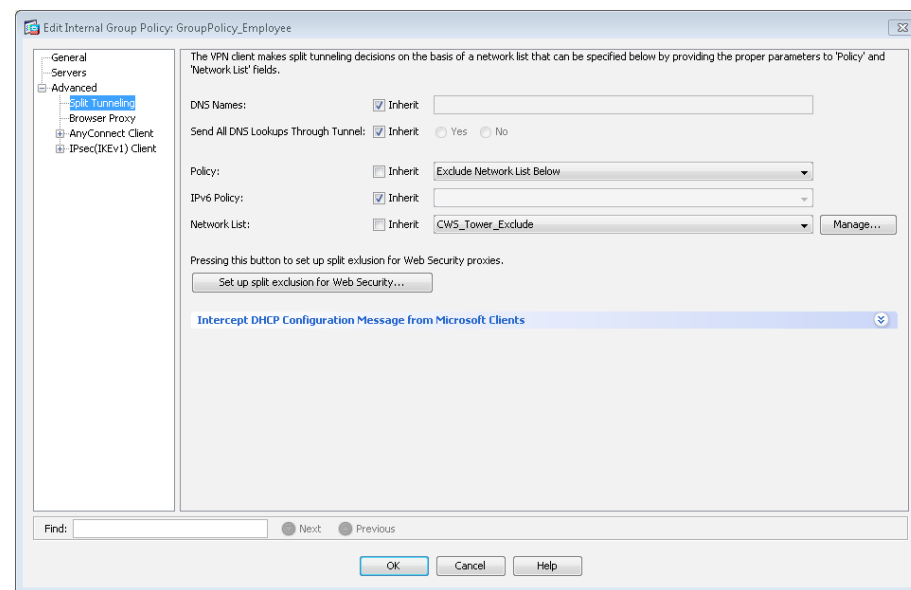 Edit Internal Group Policy: GroupPolicy_Employee
General
Servers
Advanced
Split Tunneling
Browser Proxy
AnyConnect Client
IPsec(IKEv1) Client
The VPN client makes split tunneling decisions on the basis of a network list that can be specified below by providing the proper parameters to 'Policy' and
'Network List' fields.
DNS Names: Inherit
Send All DNS Lookups Through Tunnel: Inherit Yes No
Policy: Inherit Exclude Network List Below
IPv6 Policy: Inherit
Network List: Inherit CWS_Tower_Exclude Manage...
Pressing this button to set up split exlusion for Web Security proxies.
Set up split exclusion for Web Security...
Intercept DHCP Configuration Message from Microsoft Clients
Find: Next Previous
OK Cancel Help